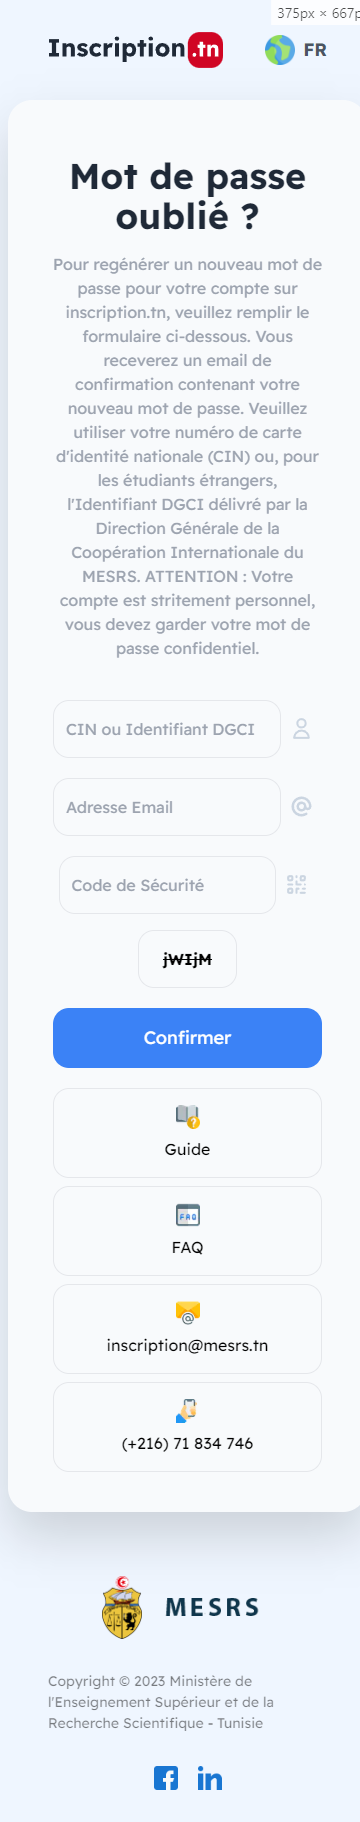 375px × 667p
Inscription .tn
FR
Mot de passe
oublié ?
Pour regénérer un nouveau mot de
passe pour votre compte sur
inscription.tn, veuillez remplir le
formulaire ci-dessous. Vous
receverez un email de
confirmation contenant votre
nouveau mot de passe. Veuillez
utiliser votre numéro de carte
d'identité nationale (CIN) ou, pour
les étudiants étrangers,
l'Identifiant DGCI délivré par la
Direction Générale de la
Coopération Internationale du
MESRS. ATTENTION : Votre
compte est stritement personnel,
vous devez garder votre mot de
passe confidentiel.
CIN ou Identifiant DGCI
Adresse Email
Code de Sécurité
jWIjM
Confirmer
Guide
FAQ
FAQ
inscription@mesrs.tn
(+216) 71 834 746
MESRS
Copyright © 2023 Ministère de
l'Enseignement Supérieur et de la
Recherche Scientifique - Tunisie